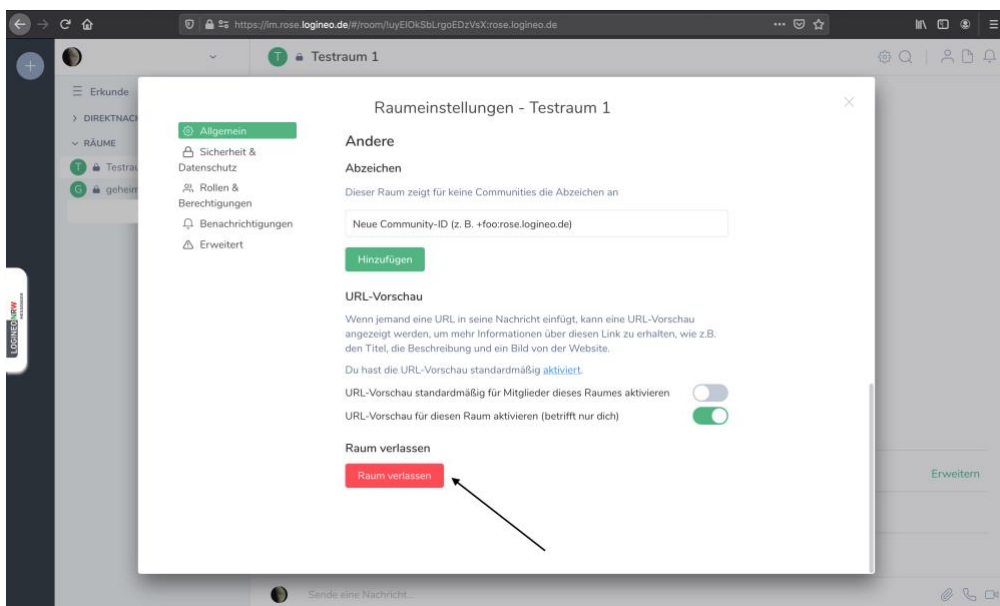 https://im.rose.logineo.de/#/room/!uyEIOkSbLrgoEDzVsX:rose.logineo.de
T Testraum 1
Erkunde
DIREKTNACH
RÄUME
T Testrau
G geheim
LOGINEO NRW
Raumeinstellungen - Testraum 1
Allgemein
Sicherheit &
Datenschutz
Rollen &
Berechtigungen
Benachrichtigungen
Erweitert
Andere
Abzeichen
Dieser Raum zeigt für keine Communities die Abzeichen an
Neue Community-ID (z. B. +foo:rose.logineo.de)
Hinzufügen
URL-Vorschau
Wenn jemand eine URL in seine Nachricht einfügt, kann eine URL-Vorschau
angezeigt werden, um mehr Informationen über diesen Link zu erhalten, wie z.B.
den Titel, die Beschreibung und ein Bild von der Website.
Du hast die URL-Vorschau standardmäßig aktiviert.
URL-Vorschau standardmäßig für Mitglieder dieses Raumes aktivieren
URL-Vorschau für diesen Raum aktivieren (betrifft nur dich)
Raum verlassen
Raum verlassen
Erweitern
Sende eine Nachricht...